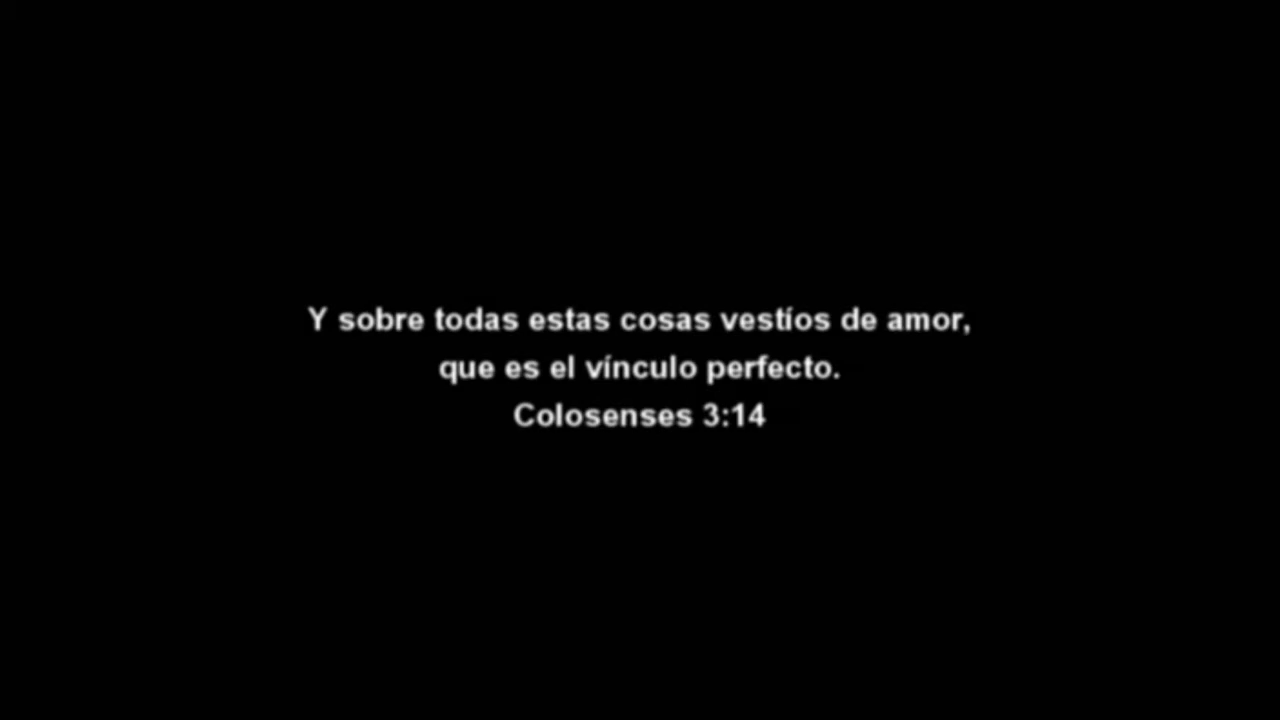 Y sobre todas estas cosas vestíos de amor,
que es el vínculo perfecto.
Colosenses 3:14